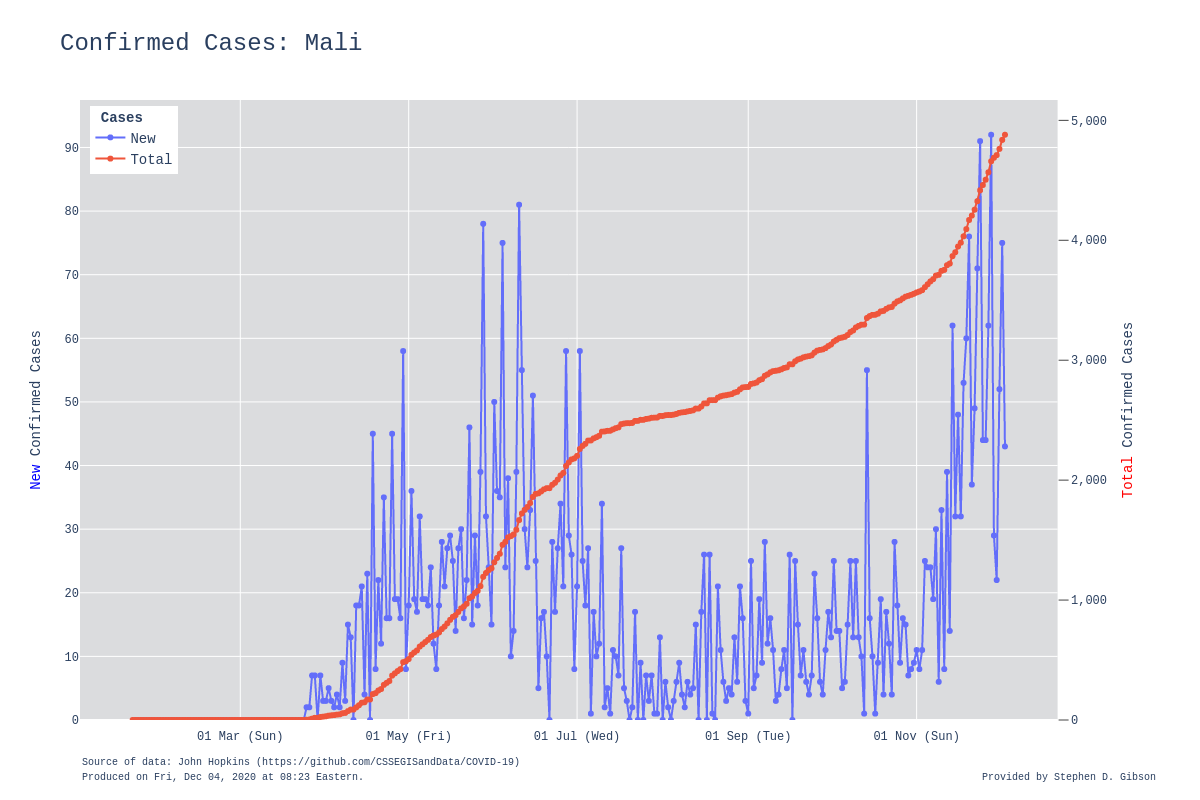 Confirmed Cases: Mali
Cases
New
Total
90
80
70
60
50
40
30
20
10
0
5,000
4,000
3,000
2,000
1,000
0
New Confirmed Cases
Total Confirmed Cases
01 Mar (Sun)
01 May (Fri)
01 Jul (Wed)
01 Sep (Tue)
01 Nov (Sun)
Source of data: John Hopkins (https://github.com/CSSEGISandData/COVID-19)
Produced on Fri, Dec 04, 2020 at 08:23 Eastern.
Provided by Stephen D. Gibson